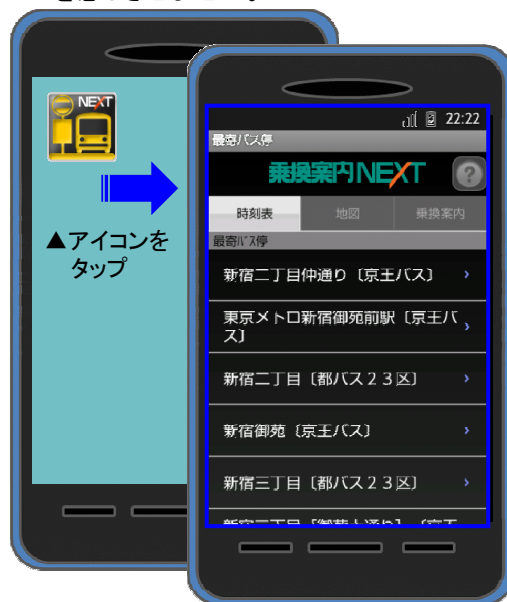 NEXT
▲アイコンを
タップ
22:22
最寄バス停
乗換案内NEXT
?
時刻表 地図 乗換案内
最寄バス停
新宿二丁目仲通り〔京王バス〕
東京メトロ新宿御苑前駅〔京王バ
ス〕
新宿二丁目〔都バス23区〕
新宿御苑〔京王バス〕
新宿三丁目〔都バス23区〕